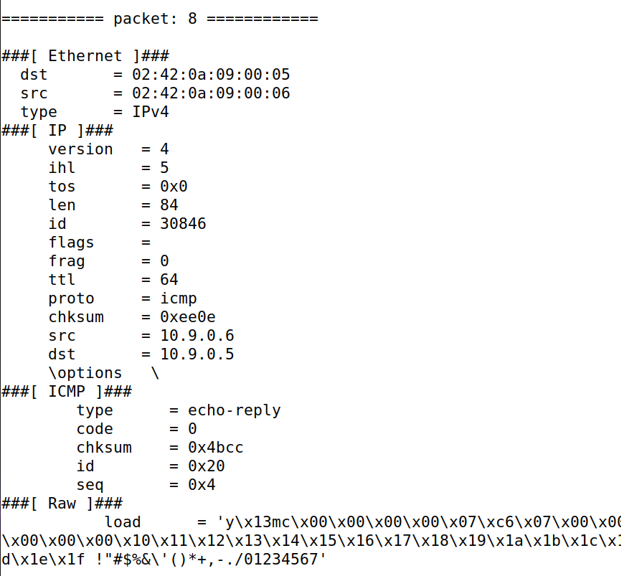 =========== packet: 8 ============
###[ Ethernet ]###
  dst       = 02:42:0a:09:00:05
  src       = 02:42:0a:09:00:06
  type      = IPv4
###[ IP ]###
     version   = 4
     ihl       = 5
     tos       = 0x0
     len       = 84
     id        = 30846
     flags     =
     frag      = 0
     ttl       = 64
     proto     = icmp
     chksum    = 0xee0e
     src       = 10.9.0.6
     dst       = 10.9.0.5
     \options   \
###[ ICMP ]###
        type      = echo-reply
        code      = 0
        chksum    = 0x4bcc
        id        = 0x20
        seq       = 0x4
###[ Raw ]###
           load      = 'y\x13mc\x00\x00\x00\x00\x07\xc6\x07\x00\x00
\x00\x00\x00\x10\x11\x12\x13\x14\x15\x16\x17\x18\x19\x1a\x1b\x1c\x1
d\x1e\x1f !"#$%&\'()*+,-./01234567'